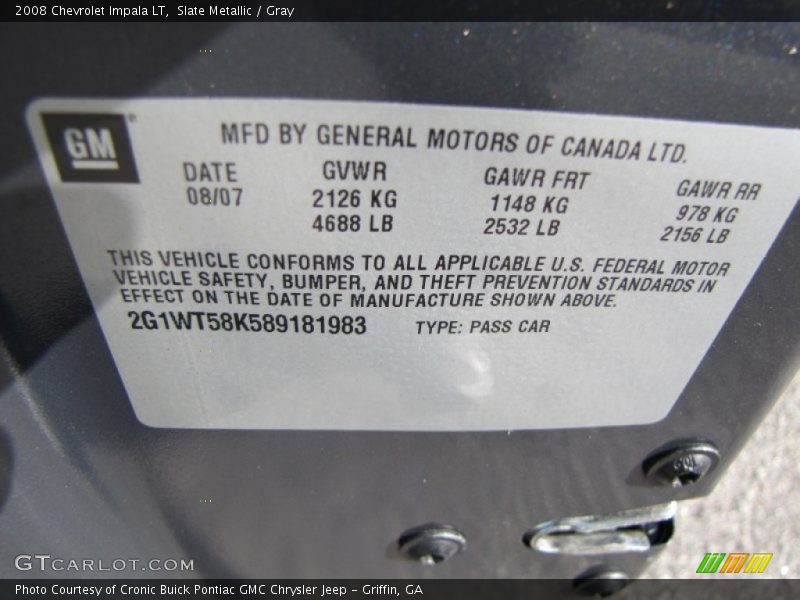 2008 Chevrolet Impala LT, Slate Metallic / Gray
GM
MFD BY GENERAL MOTORS OF CANADA LTD.
DATE GVWR GAWR FRT GAWR RR
08/07 2126 KG 1148 KG 978 KG
4688 LB 2532 LB 2156 LB
THIS VEHICLE CONFORMS TO ALL APPLICABLE U.S. FEDERAL MOTOR
VEHICLE SAFETY, BUMPER, AND THEFT PREVENTION STANDARDS IN
EFFECT ON THE DATE OF MANUFACTURE SHOWN ABOVE.
2G1WT58K589181983 TYPE: PASS CAR
GTCARLOT.COM
Photo Courtesy of Cronic Buick Pontiac GMC Chrysler Jeep - Griffin, GA